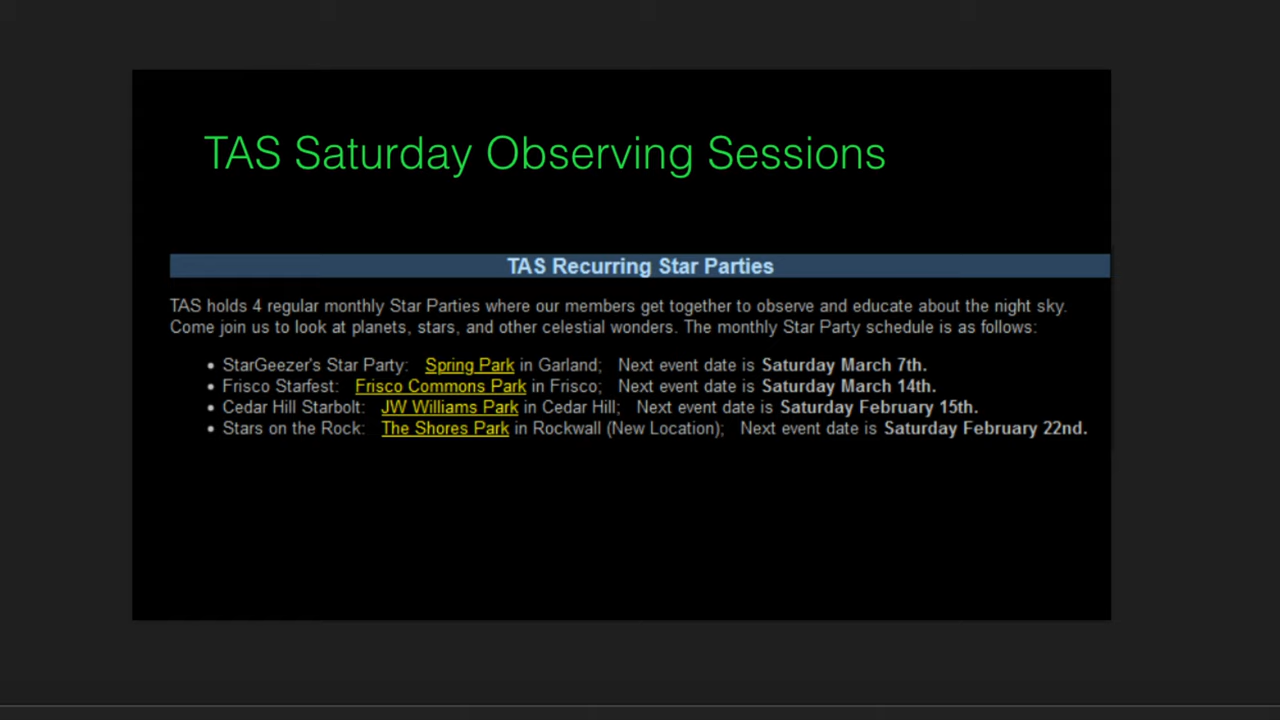 TAS Saturday Observing Sessions
TAS Recurring Star Parties
TAS holds 4 regular monthly Star Parties where our members get together to observe and educate about the night sky.
Come join us to look at planets, stars, and other celestial wonders. The monthly Star Party schedule is as follows:
• StarGeezer's Star Party: Spring Park in Garland; Next event date is Saturday March 7th.
• Frisco Starfest: Frisco Commons Park in Frisco; Next event date is Saturday March 14th.
• Cedar Hill Starbolt: JW Williams Park in Cedar Hill; Next event date is Saturday February 15th.
• Stars on the Rock: The Shores Park in Rockwall (New Location); Next event date is Saturday February 22nd.